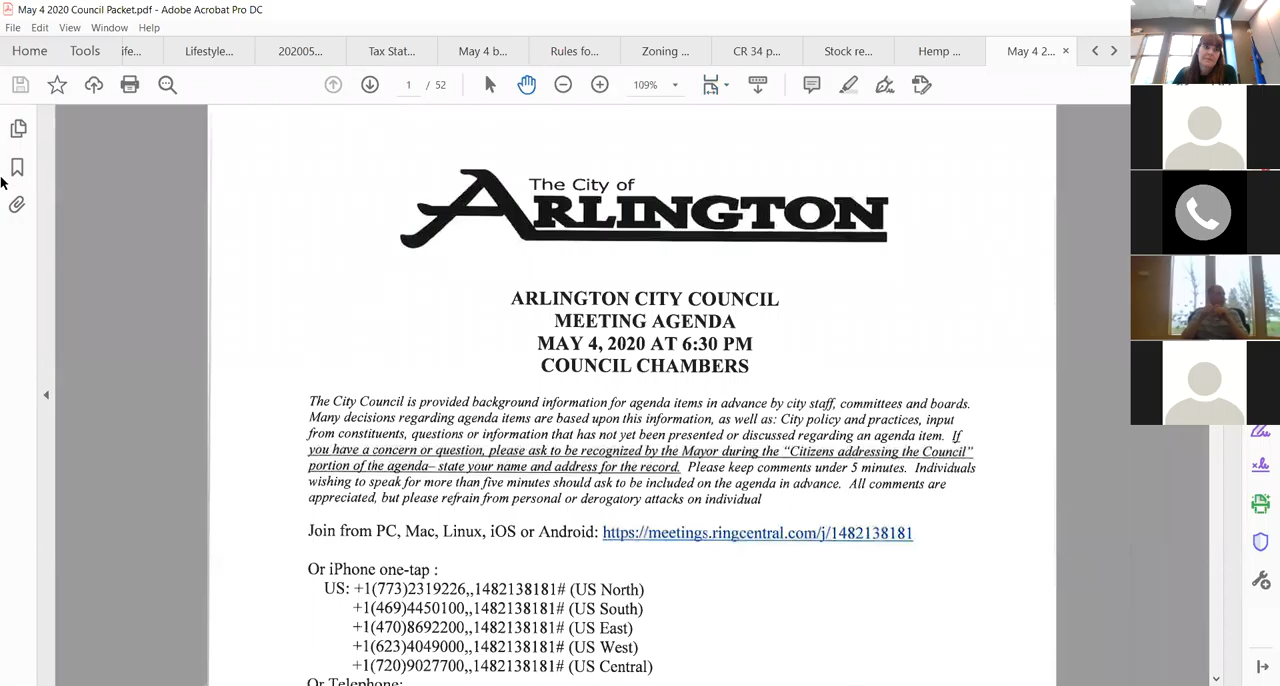 May 4 2020 Council Packet.pdf - Adobe Acrobat Pro DC
File Edit View Window Help
Home Tools ife... Lifestyle... 202005... Tax Stat... May 4 b... Rules fo... Zoning ... CR 34 p... Stock re... Hemp ... May 4 2... ×
1 / 52 109%
The City of
ARLINGTON
ARLINGTON CITY COUNCIL
MEETING AGENDA
MAY 4, 2020 AT 6:30 PM
COUNCIL CHAMBERS
The City Council is provided background information for agenda items in advance by city staff, committees and boards.
Many decisions regarding agenda items are based upon this information, as well as: City policy and practices, input
from constituents, questions or information that has not yet been presented or discussed regarding an agenda item. If
you have a concern or question, please ask to be recognized by the Mayor during the “Citizens addressing the Council”
portion of the agenda– state your name and address for the record. Please keep comments under 5 minutes. Individuals
wishing to speak for more than five minutes should ask to be included on the agenda in advance. All comments are
appreciated, but please refrain from personal or derogatory attacks on individual
Join from PC, Mac, Linux, iOS or Android: https://meetings.ringcentral.com/j/1482138181
Or iPhone one-tap :
US: +1(773)2319226,,1482138181# (US North)
+1(469)4450100,,1482138181# (US South)
+1(470)8692200,,1482138181# (US East)
+1(623)4049000,,1482138181# (US West)
+1(720)9027700,,1482138181# (US Central)
Or Telephone: